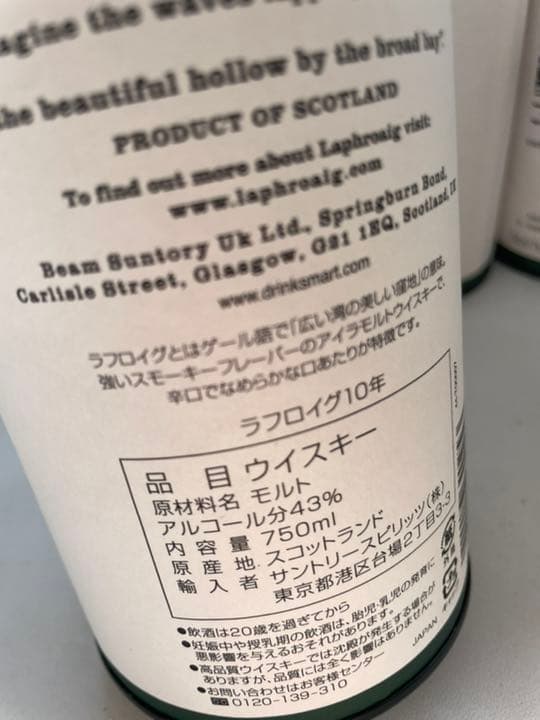 the
the beautiful hollow by the broad bay".
PRODUCT OF SCOTLAND
To find out more about Laphroaig visit:
www.laphroaig.com
Beam Suntory Uk Ltd., Springburn Bond,
Carlisle Street, Glasgow, G21 1EQ, Scotland, UK
www.drinksmart.com
ラフロイグとはゲール語で「広い湾の美しい窪地」の意味。
強いスモーキーフレーバーのアイラモルトウイスキーで、
辛口でなめらかな口あたりが特徴です。
ラフロイグ10年
品目 ウイスキー
原材料名 モルト
アルコール分43%
内容量 750ml
原産地 スコットランド
輸入者 サントリースピリッツ(株)
東京都港区台場2丁目3-3
●飲酒は20歳を過ぎてから
●妊娠中や授乳期の飲酒は、胎児・乳児の発育に
悪影響を与えるおそれがあります。
●高品質ウイスキーでは沈殿が発生する場合が
ありますが、品質には全く影響はありません。
●お問い合わせはお客様センター
0120-139-310
JAPAN